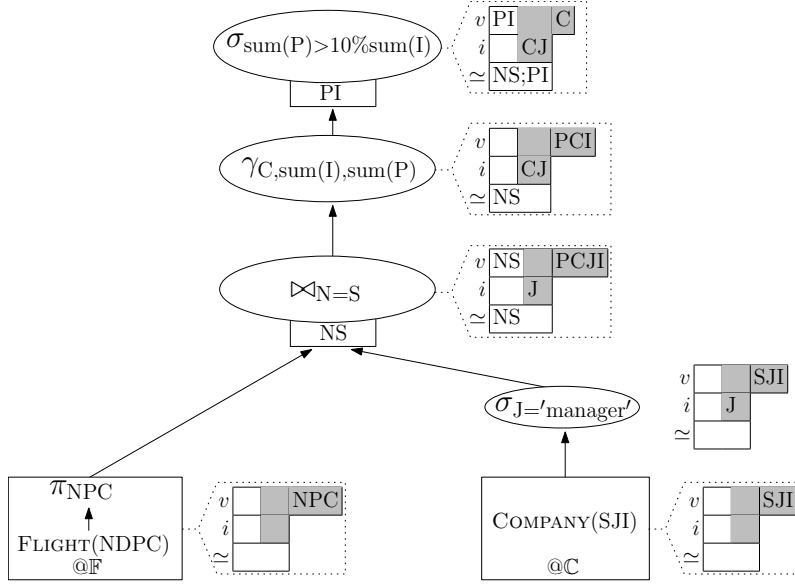 σsum(P)>10%sum(I)
PI
v PI C
i CJ
≃ NS;PI
γC,sum(I),sum(P)
v PCI
i CJ
≃ NS
⋈N=S
NS
v NS PCJI
i J
≃ NS
σJ='manager'
v SJI
i J
≃
πNPC
FLIGHT(NDPC)
@𝔽
v NPC
i
≃
COMPANY(SJI)
@ℂ
v SJI
i
≃